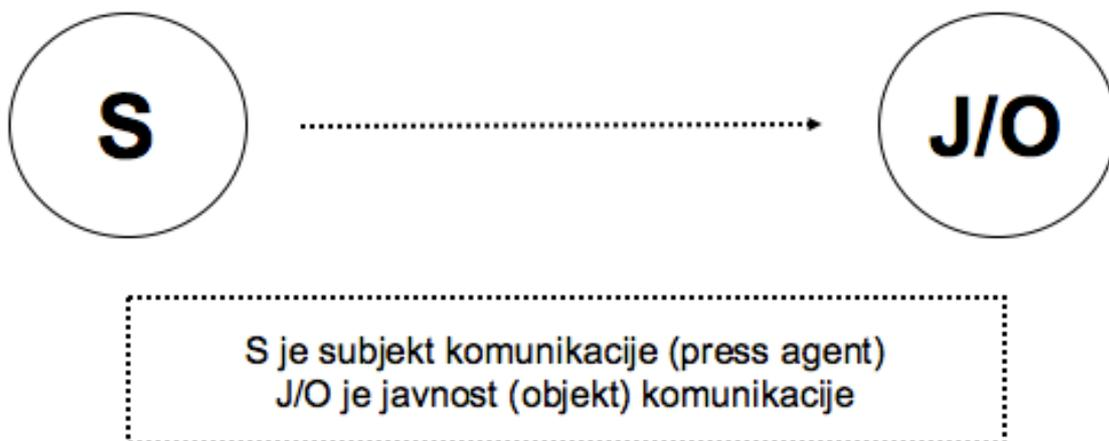 S
J/O
S je subjekt komunikacije (press agent)
J/O je javnost (objekt) komunikacije